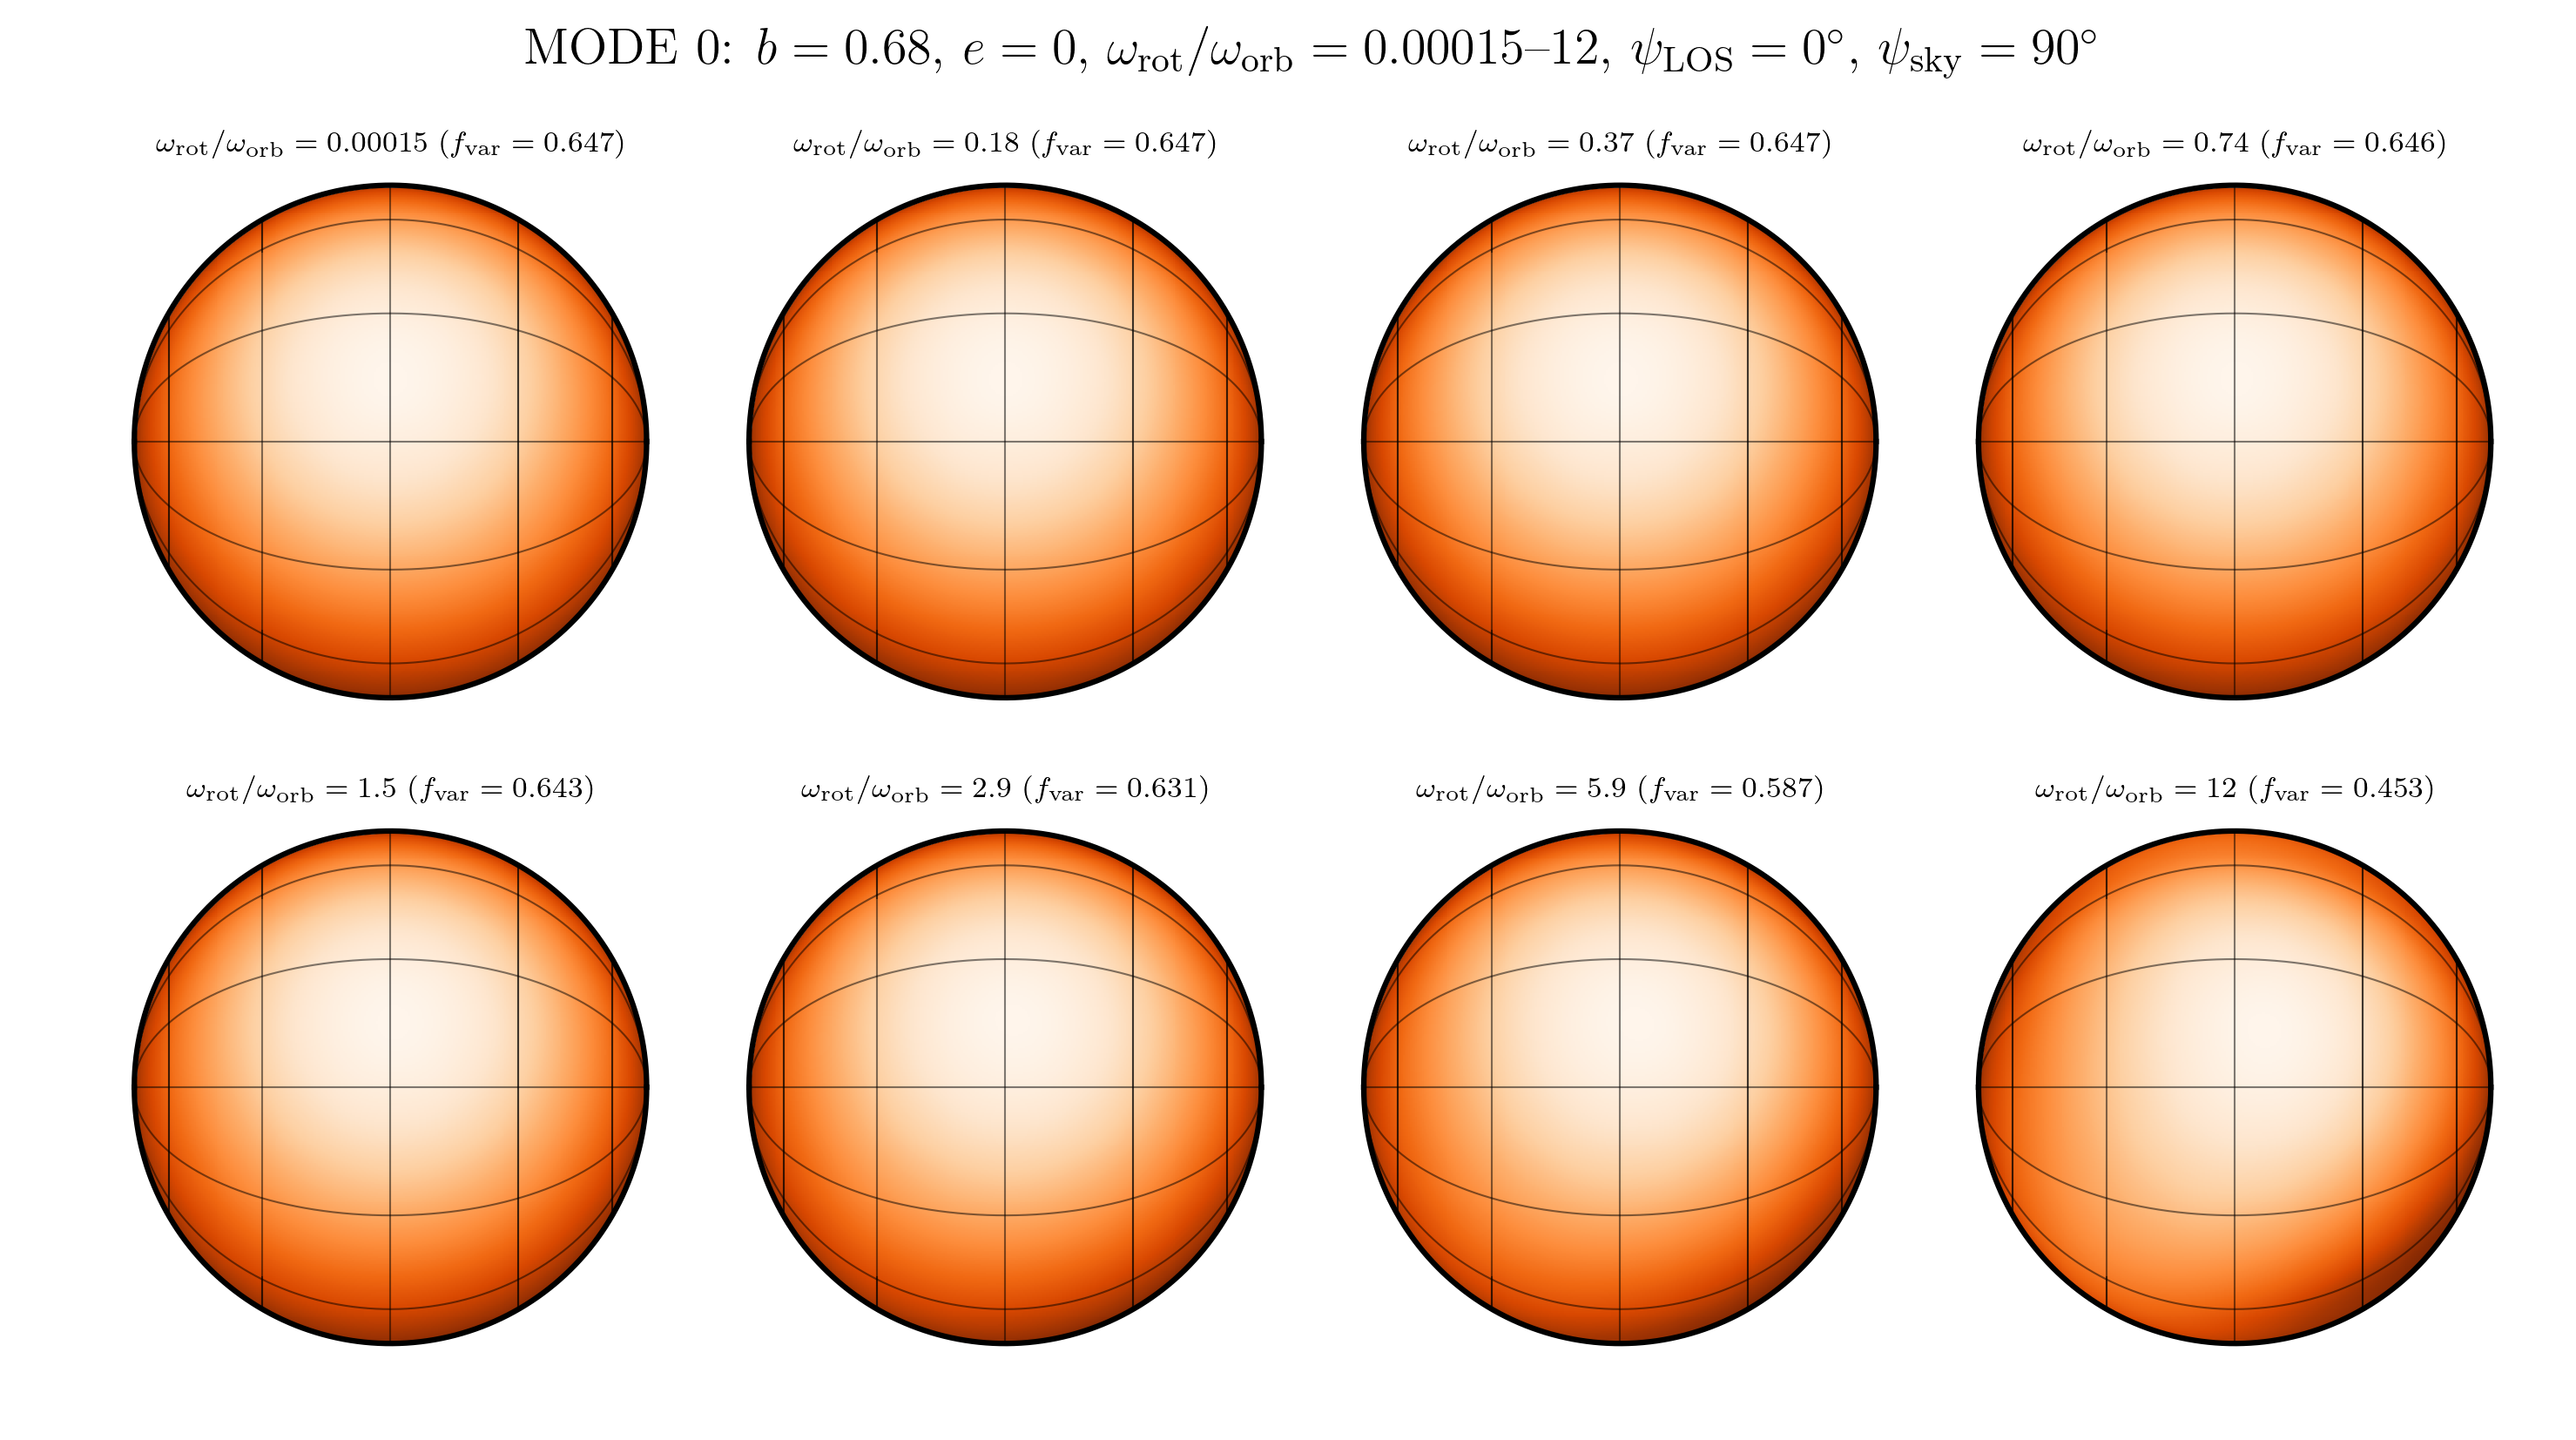 MODE 0: b = 0.68, e = 0, ω_rot/ω_orb = 0.00015–12, ψ_LOS = 0°, ψ_sky = 90°
ω_rot/ω_orb = 0.00015 (f_var = 0.647)
ω_rot/ω_orb = 0.18 (f_var = 0.647)
ω_rot/ω_orb = 0.37 (f_var = 0.647)
ω_rot/ω_orb = 0.74 (f_var = 0.646)
ω_rot/ω_orb = 1.5 (f_var = 0.643)
ω_rot/ω_orb = 2.9 (f_var = 0.631)
ω_rot/ω_orb = 5.9 (f_var = 0.587)
ω_rot/ω_orb = 12 (f_var = 0.453)